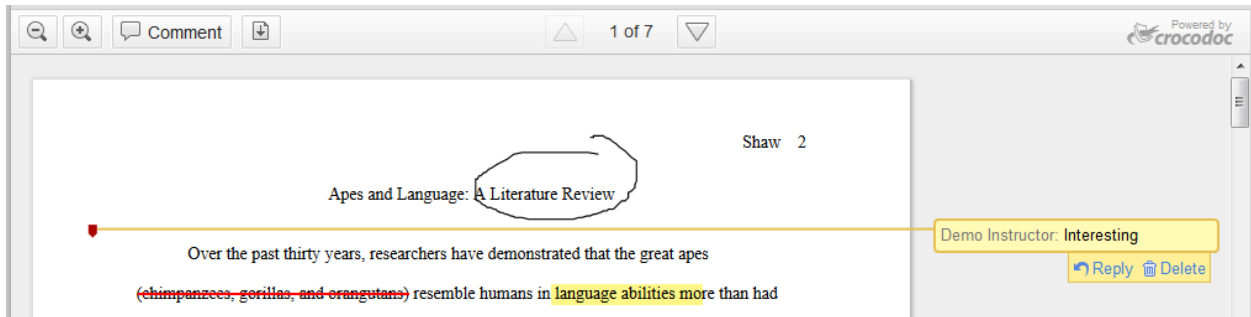 Comment
1 of 7
Powered by
crocodoc
Shaw 2
Apes and Language: A Literature Review
Demo Instructor: Interesting
Over the past thirty years, researchers have demonstrated that the great apes
Reply Delete
(chimpanzees, gorillas, and orangutans) resemble humans in language abilities more than had